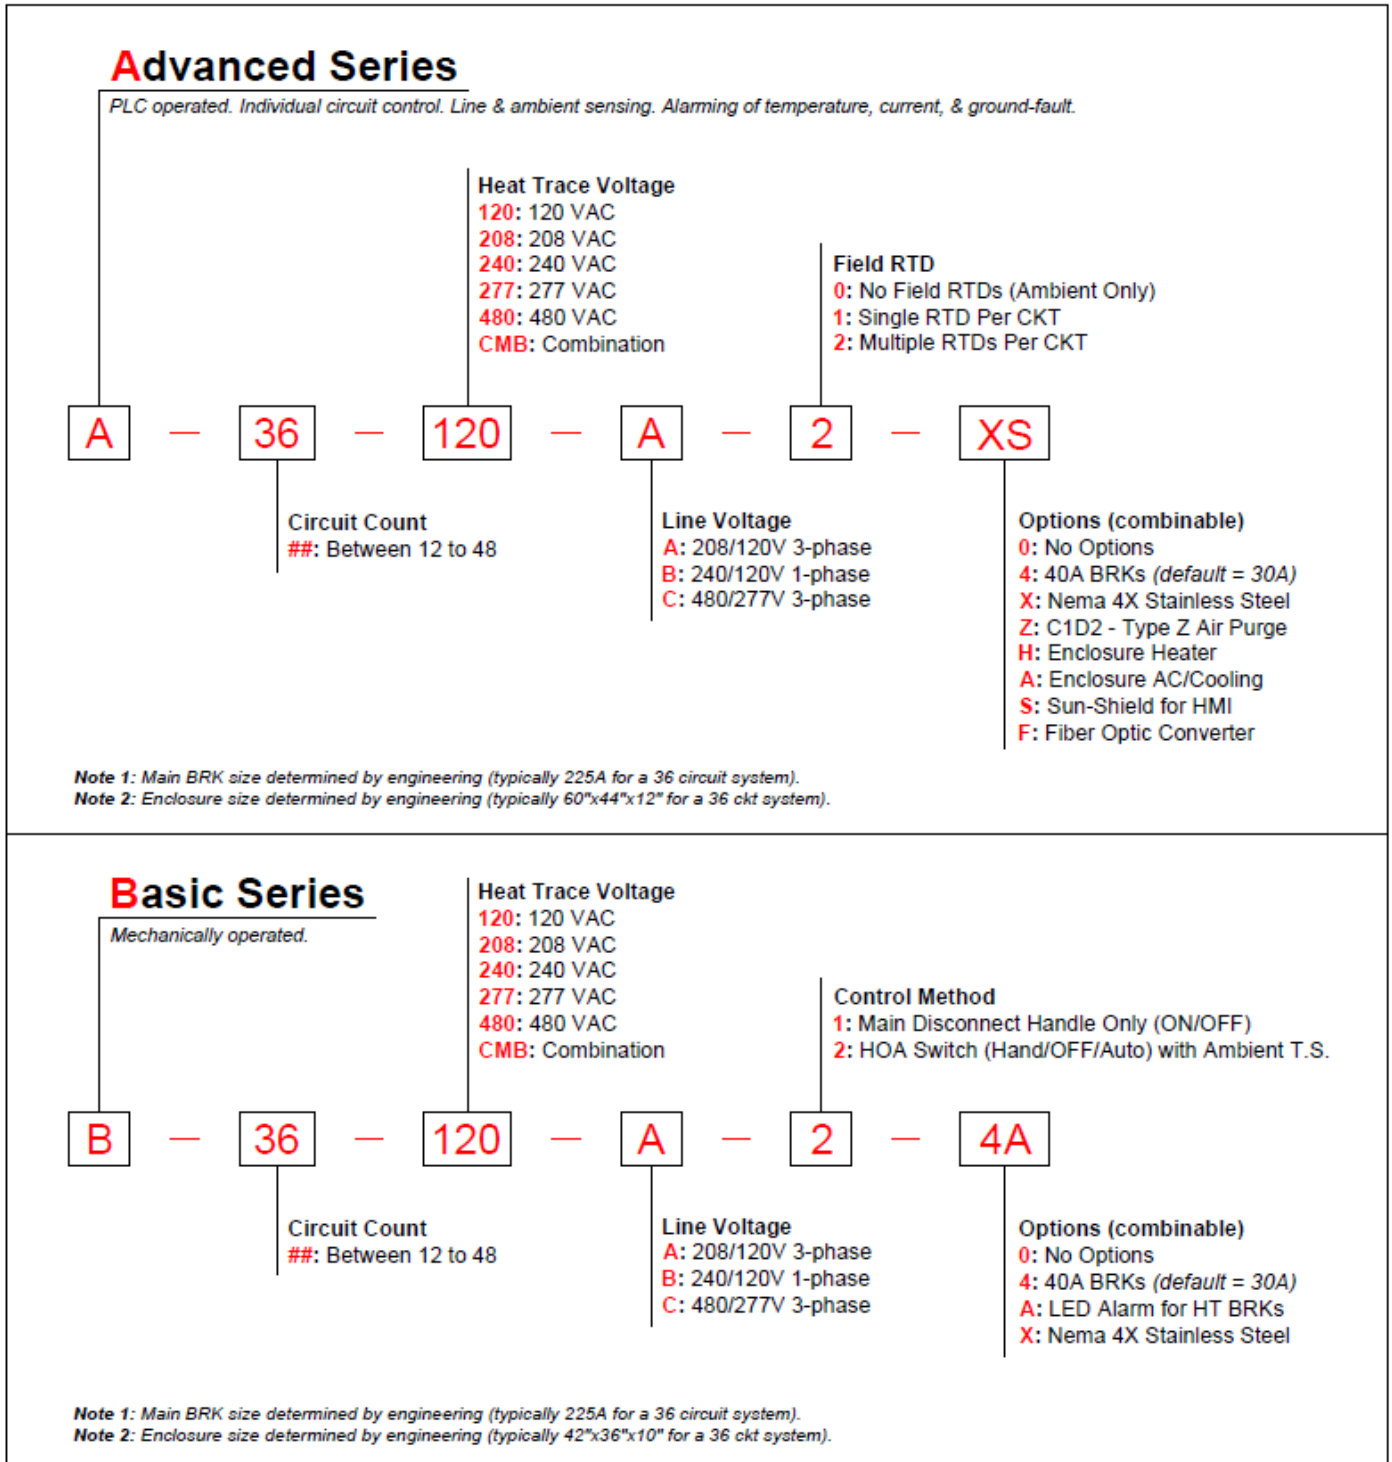 Advanced Series
PLC operated. Individual circuit control. Line & ambient sensing. Alarming of temperature, current, & ground-fault.
Heat Trace Voltage
120: 120 VAC
208: 208 VAC
240: 240 VAC
277: 277 VAC
480: 480 VAC
CMB: Combination
Field RTD
0: No Field RTDs (Ambient Only)
1: Single RTD Per CKT
2: Multiple RTDs Per CKT
A — 36 — 120 — A — 2 — XS
Circuit Count
##: Between 12 to 48
Line Voltage
A: 208/120V 3-phase
B: 240/120V 1-phase
C: 480/277V 3-phase
Options (combinable)
0: No Options
4: 40A BRKs (default = 30A)
X: Nema 4X Stainless Steel
Z: C1D2 - Type Z Air Purge
H: Enclosure Heater
A: Enclosure AC/Cooling
S: Sun-Shield for HMI
F: Fiber Optic Converter
Note 1: Main BRK size determined by engineering (typically 225A for a 36 circuit system).
Note 2: Enclosure size determined by engineering (typically 60"x44"x12" for a 36 ckt system).
Basic Series
Mechanically operated.
Heat Trace Voltage
120: 120 VAC
208: 208 VAC
240: 240 VAC
277: 277 VAC
480: 480 VAC
CMB: Combination
Control Method
1: Main Disconnect Handle Only (ON/OFF)
2: HOA Switch (Hand/OFF/Auto) with Ambient T.S.
B — 36 — 120 — A — 2 — 4A
Circuit Count
##: Between 12 to 48
Line Voltage
A: 208/120V 3-phase
B: 240/120V 1-phase
C: 480/277V 3-phase
Options (combinable)
0: No Options
4: 40A BRKs (default = 30A)
A: LED Alarm for HT BRKs
X: Nema 4X Stainless Steel
Note 1: Main BRK size determined by engineering (typically 225A for a 36 circuit system).
Note 2: Enclosure size determined by engineering (typically 42"x36"x10" for a 36 ckt system).